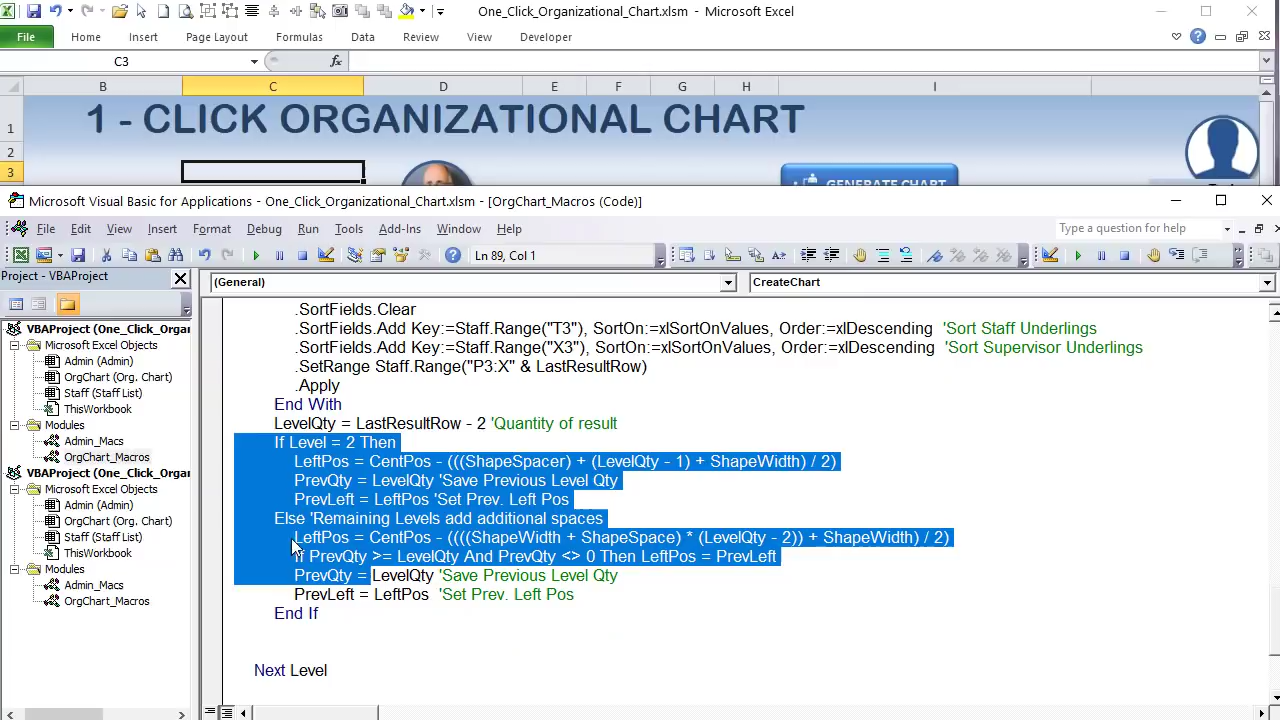 One_Click_Organizational_Chart.xlsm - Microsoft Excel
File Home Insert Page Layout Formulas Data Review View Developer
C3 fx
B C D E F G H I
1 1 - CLICK ORGANIZATIONAL CHART
2
3 GENERATE CHART
Microsoft Visual Basic for Applications - One_Click_Organizational_Chart.xlsm - [OrgChart_Macros (Code)]
File Edit View Insert Format Debug Run Tools Add-Ins Window Help Type a question for help
Ln 89, Col 1
Project - VBAProject
(General) CreateChart
VBAProject (One_Click_Organ
Microsoft Excel Objects
Admin (Admin)
OrgChart (Org. Chart)
Staff (Staff List)
ThisWorkbook
Modules
Admin_Macs
OrgChart_Macros
VBAProject (One_Click_Organ
Microsoft Excel Objects
Admin (Admin)
OrgChart (Org. Chart)
Staff (Staff List)
ThisWorkbook
Modules
Admin_Macs
OrgChart_Macros
.SortFields.Clear
.SortFields.Add Key:=Staff.Range("T3"), SortOn:=xlSortOnValues, Order:=xlDescending 'Sort Staff Underlings
.SortFields.Add Key:=Staff.Range("X3"), SortOn:=xlSortOnValues, Order:=xlDescending 'Sort Supervisor Underlings
.SetRange Staff.Range("P3:X" & LastResultRow)
.Apply
End With
LevelQty = LastResultRow - 2 'Quantity of result
If Level = 2 Then
LeftPos = CentPos - (((ShapeSpacer) + (LevelQty - 1) + ShapeWidth) / 2)
PrevQty = LevelQty 'Save Previous Level Qty
PrevLeft = LeftPos 'Set Prev. Left Pos
Else 'Remaining Levels add additional spaces
LeftPos = CentPos - ((((ShapeWidth + ShapeSpace) * (LevelQty - 2)) + ShapeWidth) / 2)
If PrevQty >= LevelQty And PrevQty <> 0 Then LeftPos = PrevLeft
PrevQty = LevelQty 'Save Previous Level Qty
PrevLeft = LeftPos 'Set Prev. Left Pos
End If
Next Level